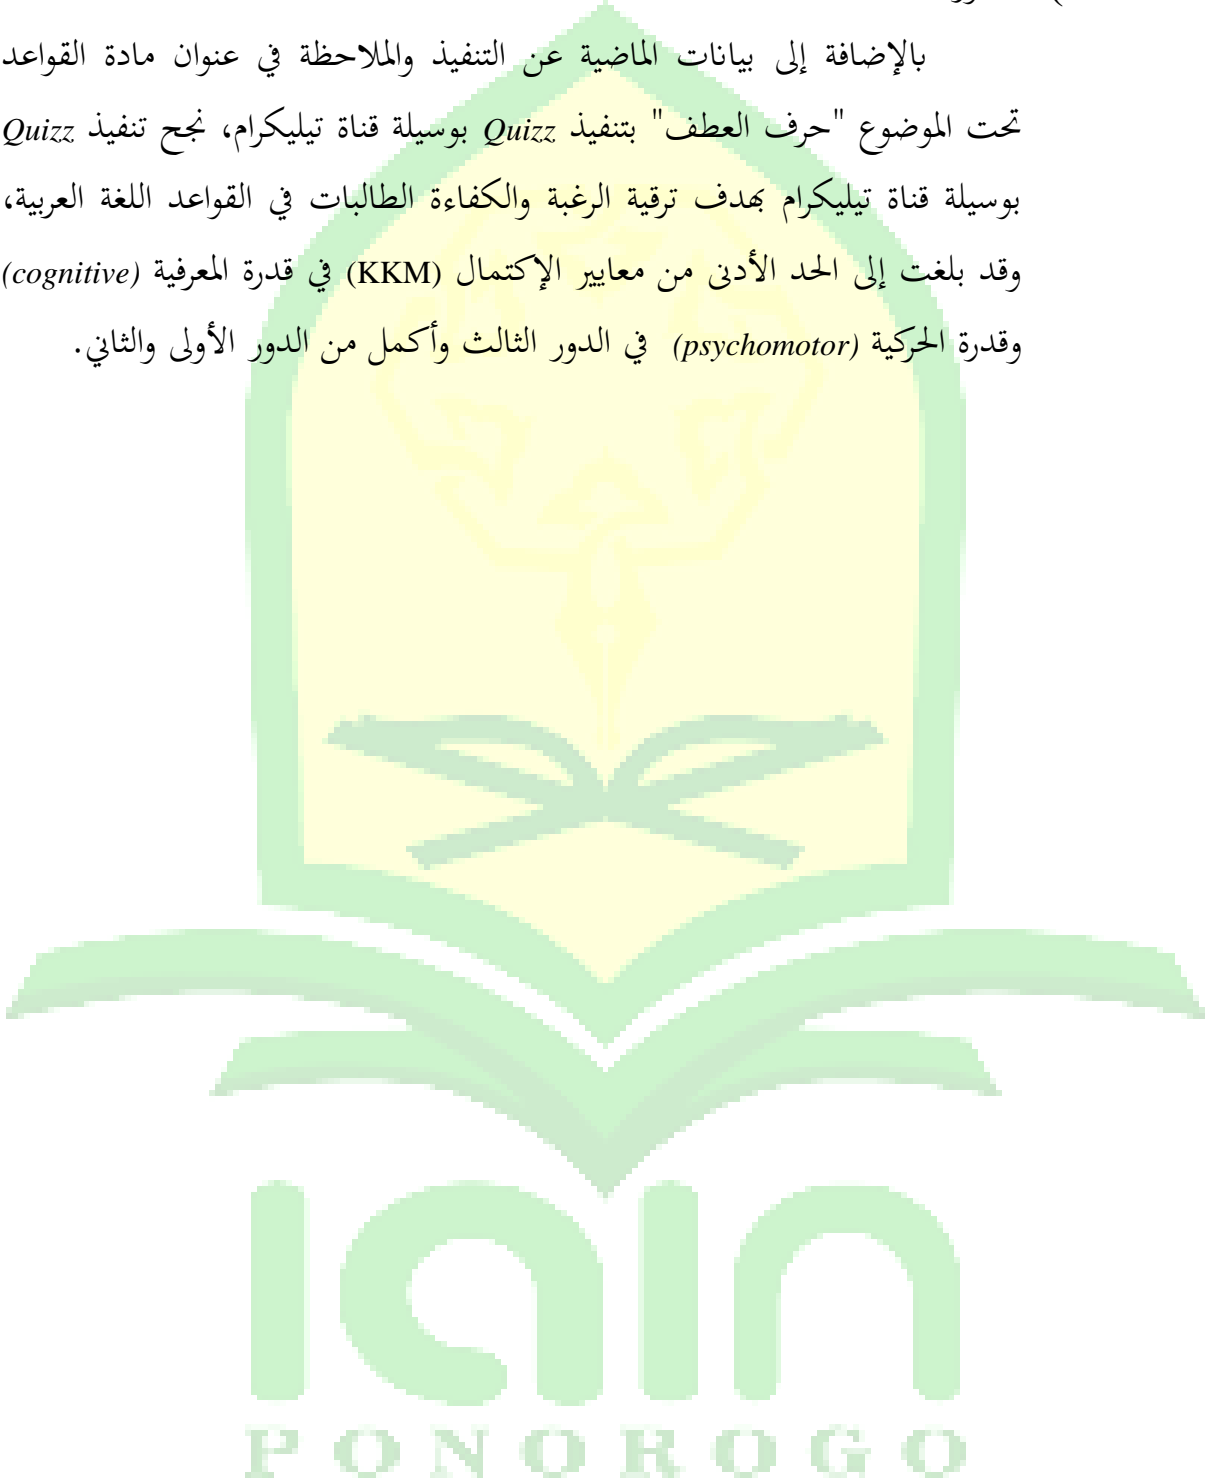 بالإضافة إلى بيانات الماضية عن التنفيذ والملاحظة في عنوان مادة القواعد
تحت الموضوع "حرف العطف" بتنفيذ Quizz بوسيلة قناة تيليكرام، نجح تنفيذ Quizz
بوسيلة قناة تيليكرام بهدف ترقية الرغبة والكفاءة الطالبات في القواعد اللغة العربية،
وقد بلغت إلى الحد الأدنى من معايير الإكتمال (KKM) في قدرة المعرفية (cognitive)
وقدرة الحركية (psychomotor) في الدور الثالث وأكمل من الدور الأولى والثاني.
iain
PONOROGO